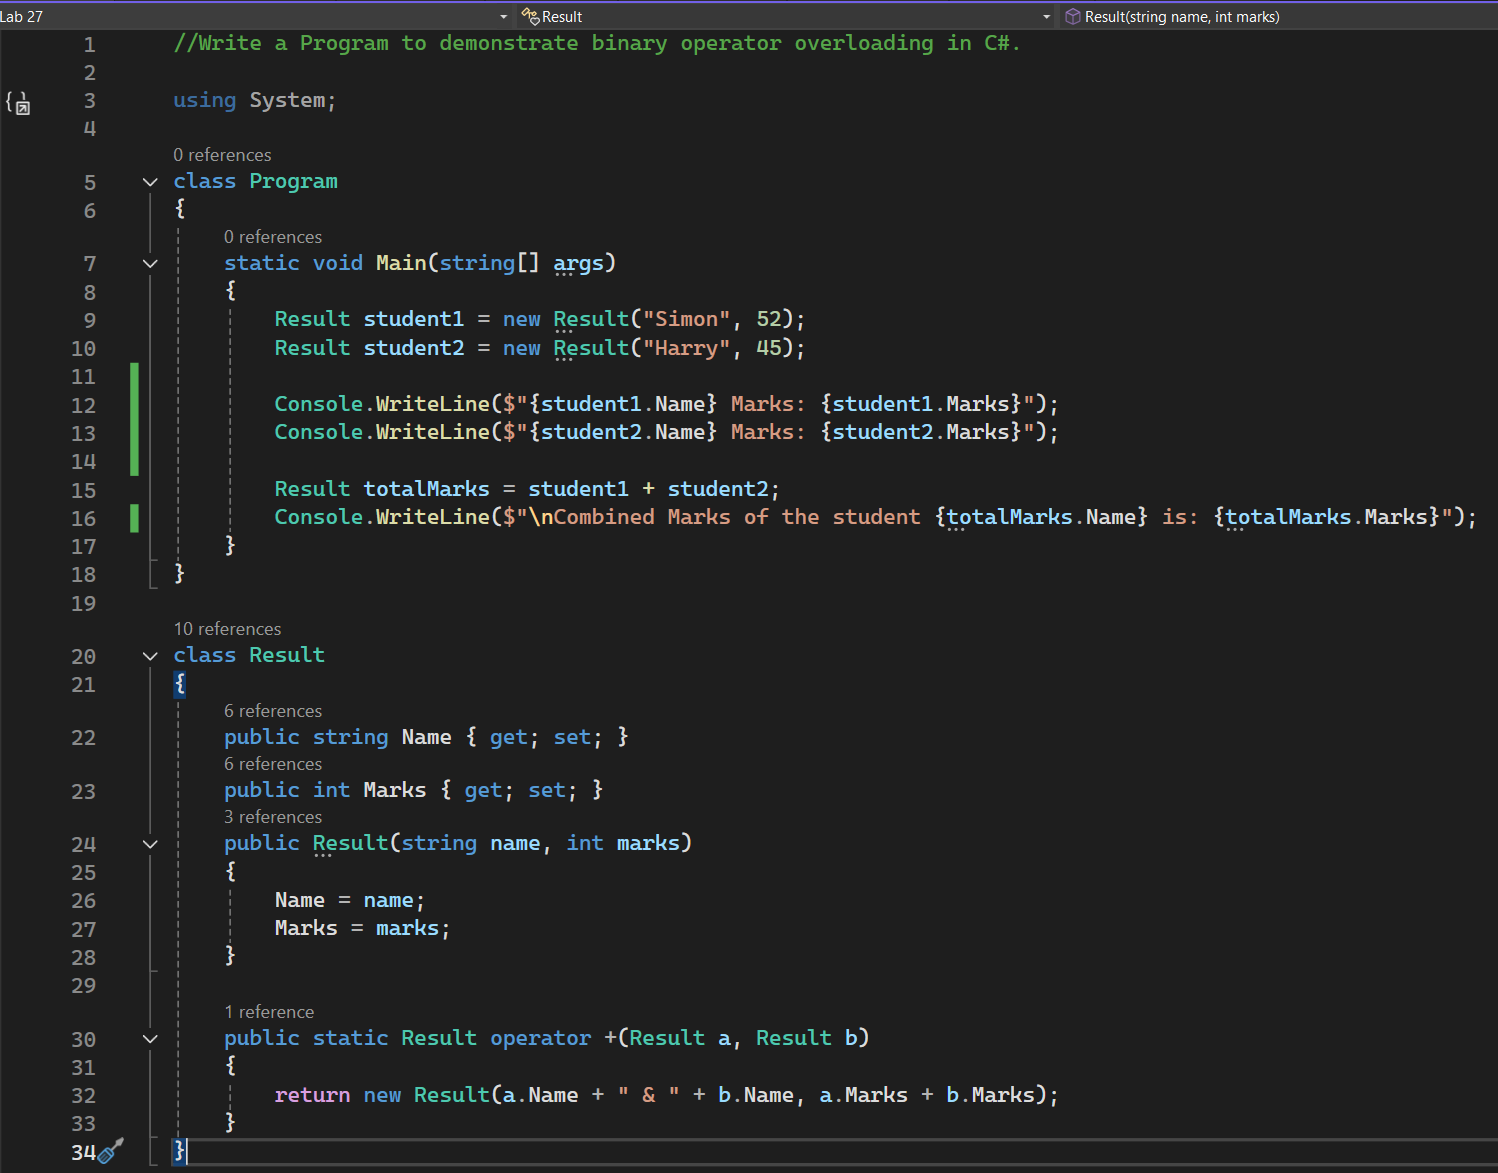 Lab 27 Result Result(string name, int marks)
1 //Write a Program to demonstrate binary operator overloading in C#.
2
3 using System;
4
0 references
5 class Program
6 {
0 references
7 static void Main(string[] args)
8 {
9 Result student1 = new Result("Simon", 52);
10 Result student2 = new Result("Harry", 45);
11
12 Console.WriteLine($"{student1.Name} Marks: {student1.Marks}");
13 Console.WriteLine($"{student2.Name} Marks: {student2.Marks}");
14
15 Result totalMarks = student1 + student2;
16 Console.WriteLine($"\nCombined Marks of the student {totalMarks.Name} is: {totalMarks.Marks}");
17 }
18 }
19
10 references
20 class Result
21 {
6 references
22 public string Name { get; set; }
6 references
23 public int Marks { get; set; }
3 references
24 public Result(string name, int marks)
25 {
26 Name = name;
27 Marks = marks;
28 }
29
1 reference
30 public static Result operator +(Result a, Result b)
31 {
32 return new Result(a.Name + " & " + b.Name, a.Marks + b.Marks);
33 }
34 }